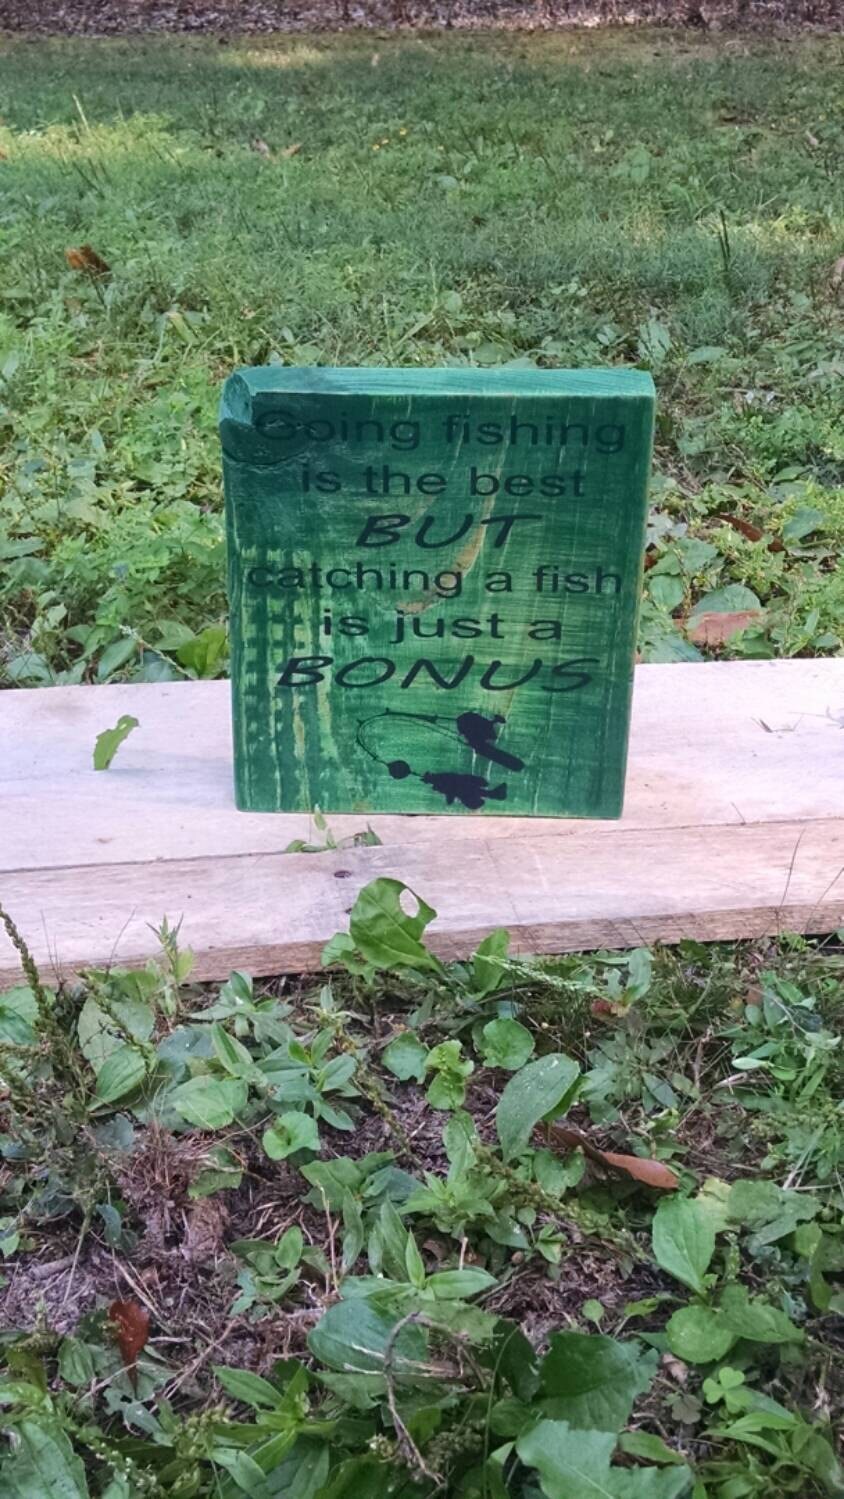 Going fishing
is the best
BUT
catching a fish
is just a
BONUS